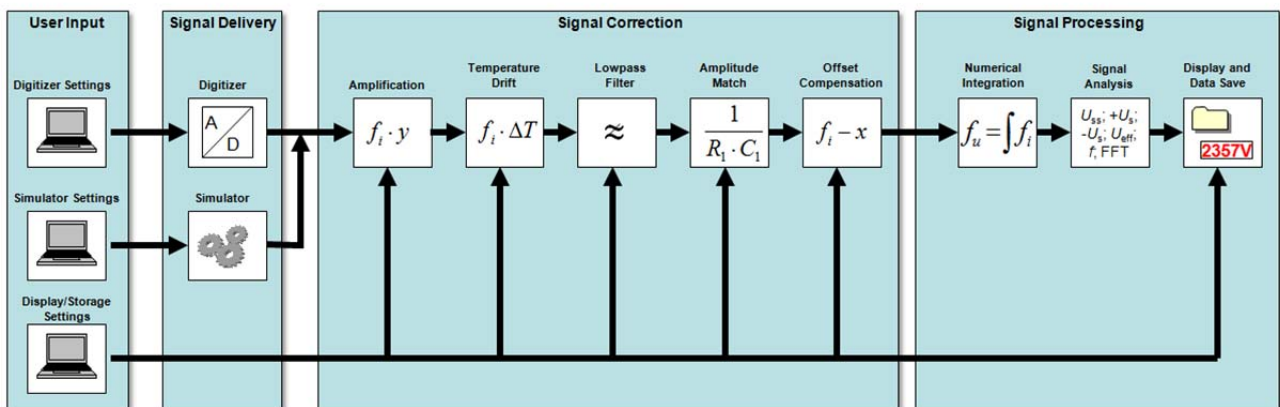 User Input
Signal Delivery
Signal Correction
Signal Processing
Digitizer Settings
Digitizer
Amplification
Temperature
Drift
Lowpass
Filter
Amplitude
Match
Offset
Compensation
Numerical
Integration
Signal
Analysis
Display and
Data Save
A
D
f_i · y
f_i · ΔT
≈
1
R_1 · C_1
f_i − x
f_u = ∫ f_i
U_ss; +U_s;
-U_s; U_eff;
f; FFT
2357V
Simulator Settings
Simulator
Display/Storage
Settings